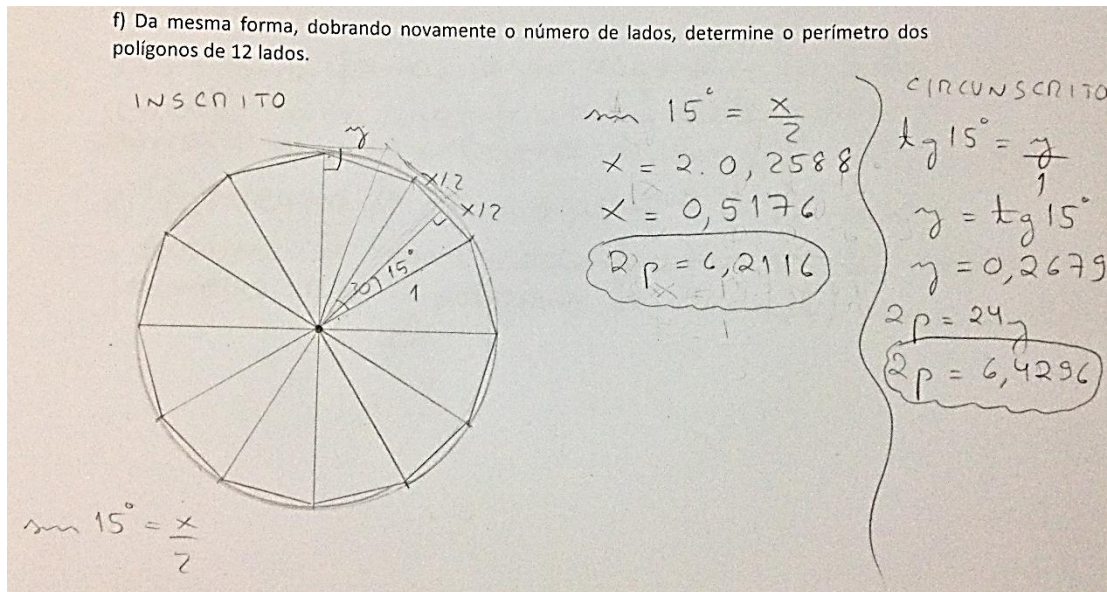 f) Da mesma forma, dobrando novamente o número de lados, determine o perímetro dos
polígonos de 12 lados.
INSCRITO
y
x/2
x/2
30°
15°
1
sen 15° = x/2
sen 15° = x/2
x = 2. 0,2588
x = 0,5176
2p = 6,2116
CIRCUNSCRITO
tg 15° = y/1
y = tg 15°
y = 0,2679
2p = 24y
2p = 6,4296